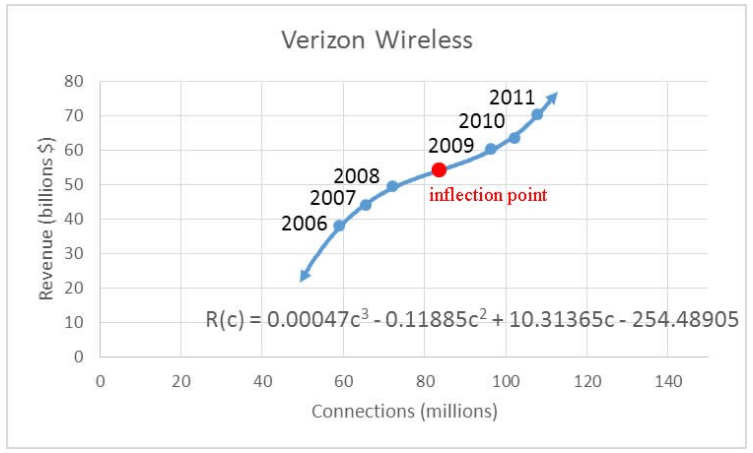 Verizon Wireless
Revenue (billions $)
80
70
60
50
40
30
20
10
0
2011
2010
2009
2008
2007
2006
inflection point
R(c) = 0.00047c³ - 0.11885c² + 10.31365c - 254.48905
0 20 40 60 80 100 120 140
Connections (millions)